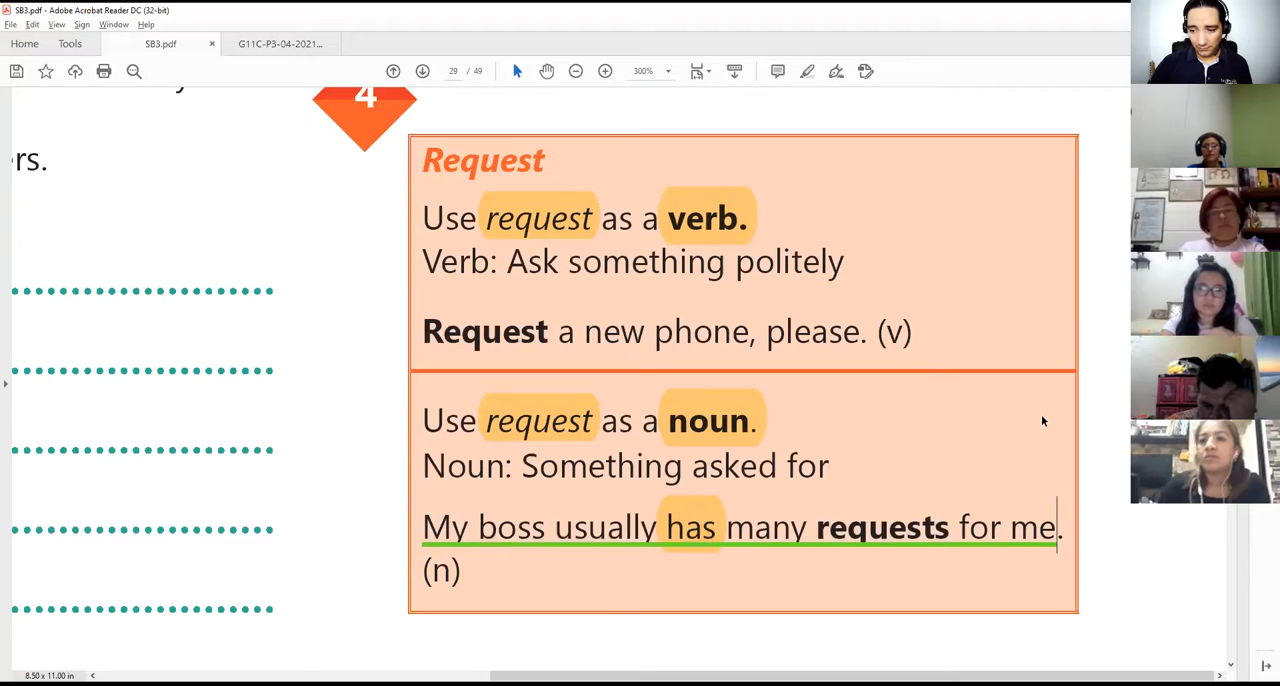 SB3.pdf - Adobe Acrobat Reader DC (32-bit)
File Edit View Sign Window Help
Home Tools SB3.pdf × G11C-P3-04-2021...
29 / 49 300%
4
rs.
Request
Use request as a verb.
Verb: Ask something politely
Request a new phone, please. (v)
Use request as a noun.
Noun: Something asked for
My boss usually has many requests for me.
(n)
8.50 x 11.00 in